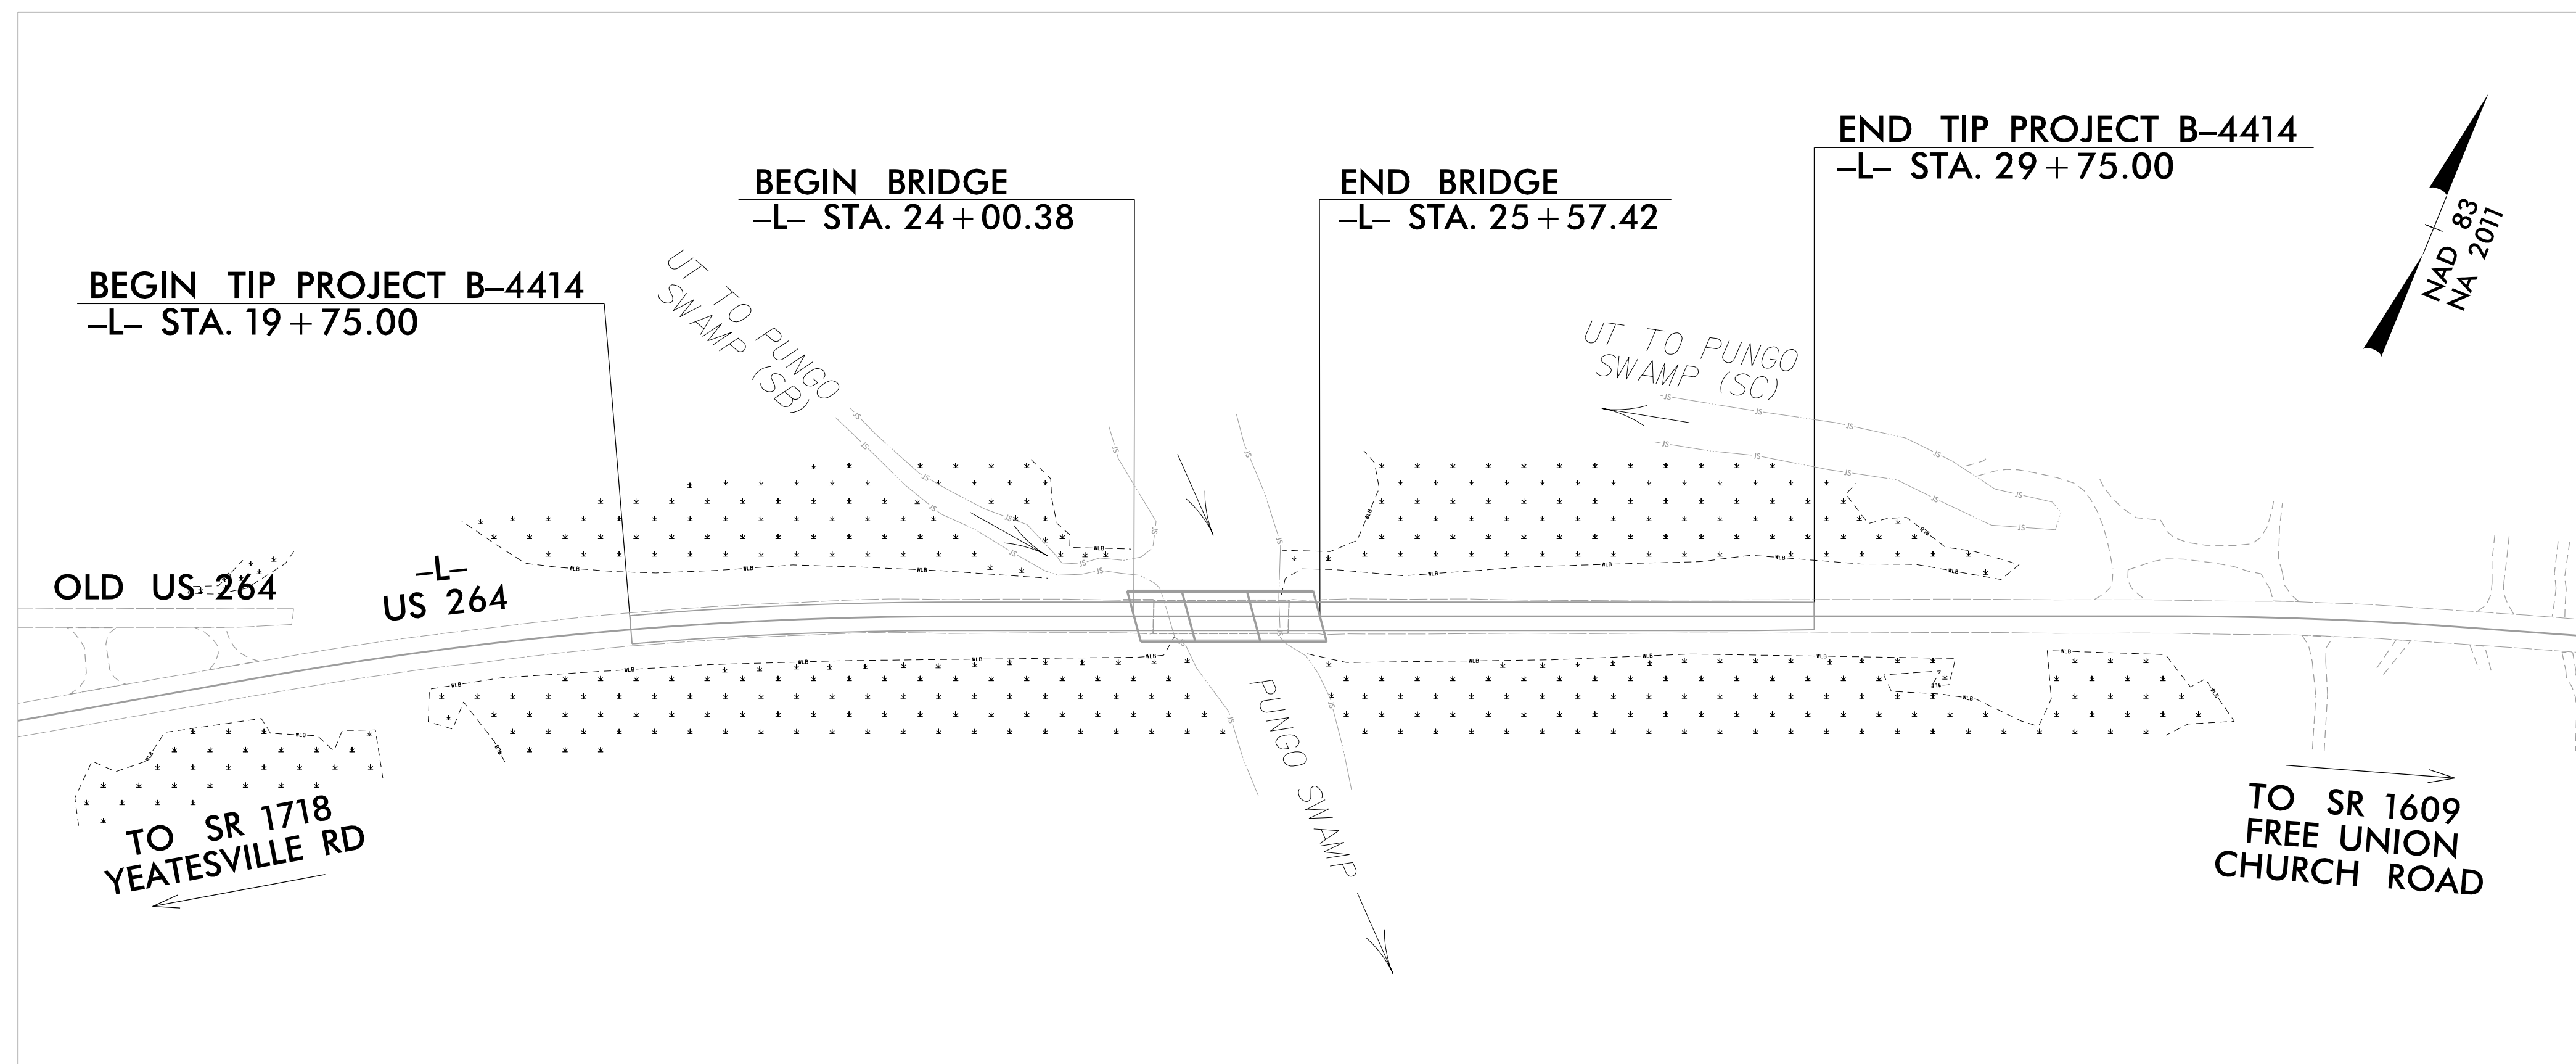 END TIP PROJECT B–4414
–L– STA. 29+75.00
BEGIN BRIDGE
–L– STA. 24+00.38
END BRIDGE
–L– STA. 25+57.42
NAD 83
NA 2011
BEGIN TIP PROJECT B–4414
–L– STA. 19+75.00
UT TO PUNGO
SWAMP (SB)
UT TO PUNGO
SWAMP (SC)
OLD US 264
–L–
US 264
PUNGO SWAMP
TO SR 1718
YEATESVILLE RD
TO SR 1609
FREE UNION
CHURCH ROAD